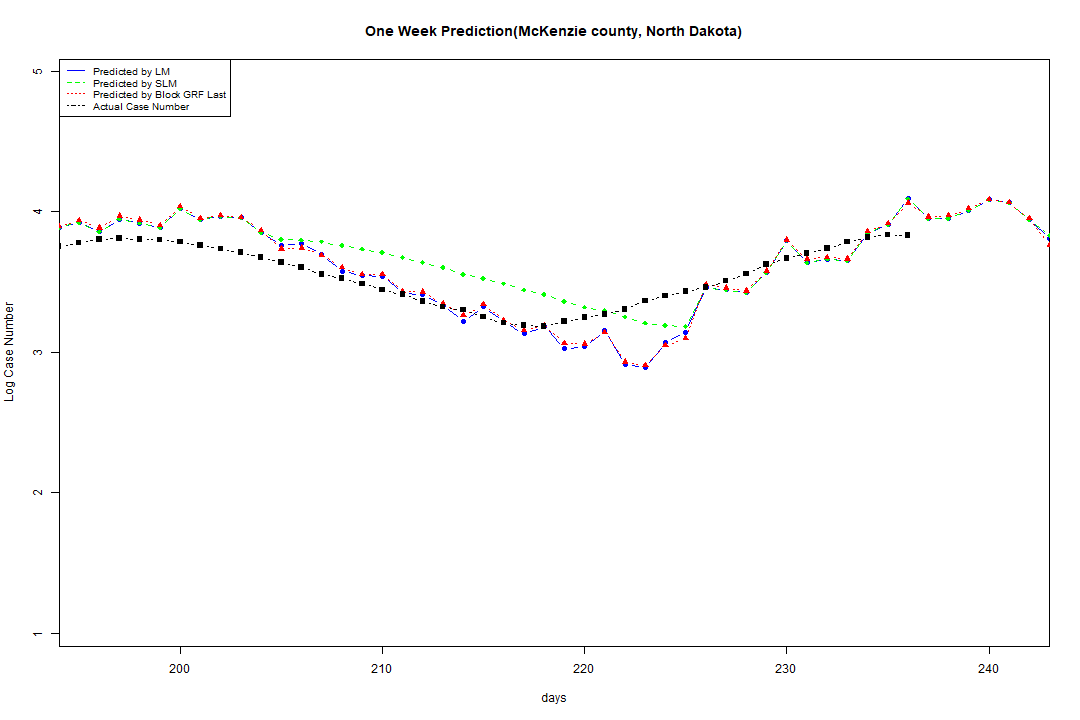 One Week Prediction(McKenzie county, North Dakota)
Predicted by LM
Predicted by SLM
Predicted by Block GRF Last
Actual Case Number
5
4
3
2
1
Log Case Number
200 210 220 230 240
days